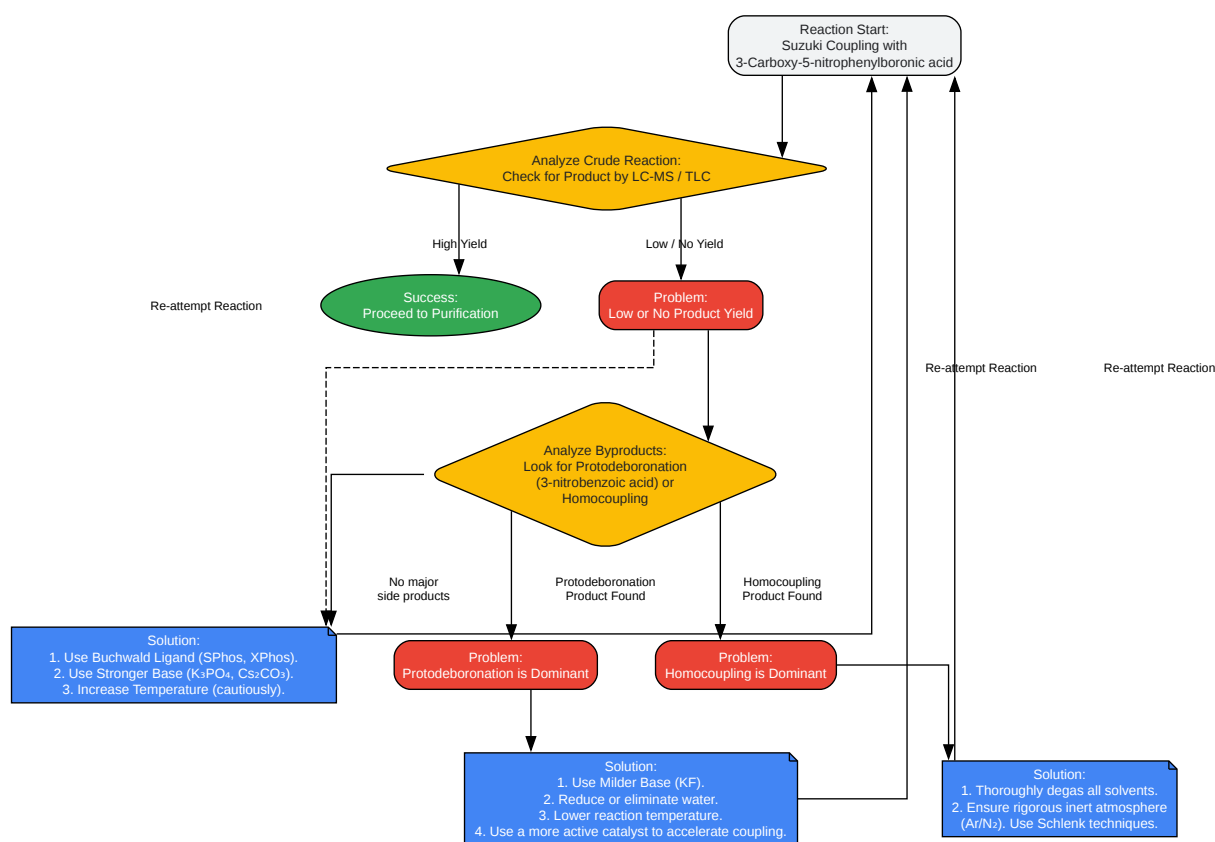 Reaction Start:
Suzuki Coupling with
3-Carboxy-5-nitrophenylboronic acid
Analyze Crude Reaction:
Check for Product by LC-MS / TLC
High Yield
Low / No Yield
Success:
Proceed to Purification
Problem:
Low or No Product Yield
Re-attempt Reaction
Re-attempt Reaction
Re-attempt Reaction
Analyze Byproducts:
Look for Protodeboronation
(3-nitrobenzoic acid) or
Homocoupling
No major
side products
Protodeboronation
Product Found
Homocoupling
Product Found
Solution:
1. Use Buchwald Ligand (SPhos, XPhos).
2. Use Stronger Base (K₃PO₄, Cs₂CO₃).
3. Increase Temperature (cautiously).
Problem:
Protodeboronation is Dominant
Problem:
Homocoupling is Dominant
Solution:
1. Use Milder Base (KF).
2. Reduce or eliminate water.
3. Lower reaction temperature.
4. Use a more active catalyst to accelerate coupling.
Solution:
1. Thoroughly degas all solvents.
2. Ensure rigorous inert atmosphere
(Ar/N₂). Use Schlenk techniques.